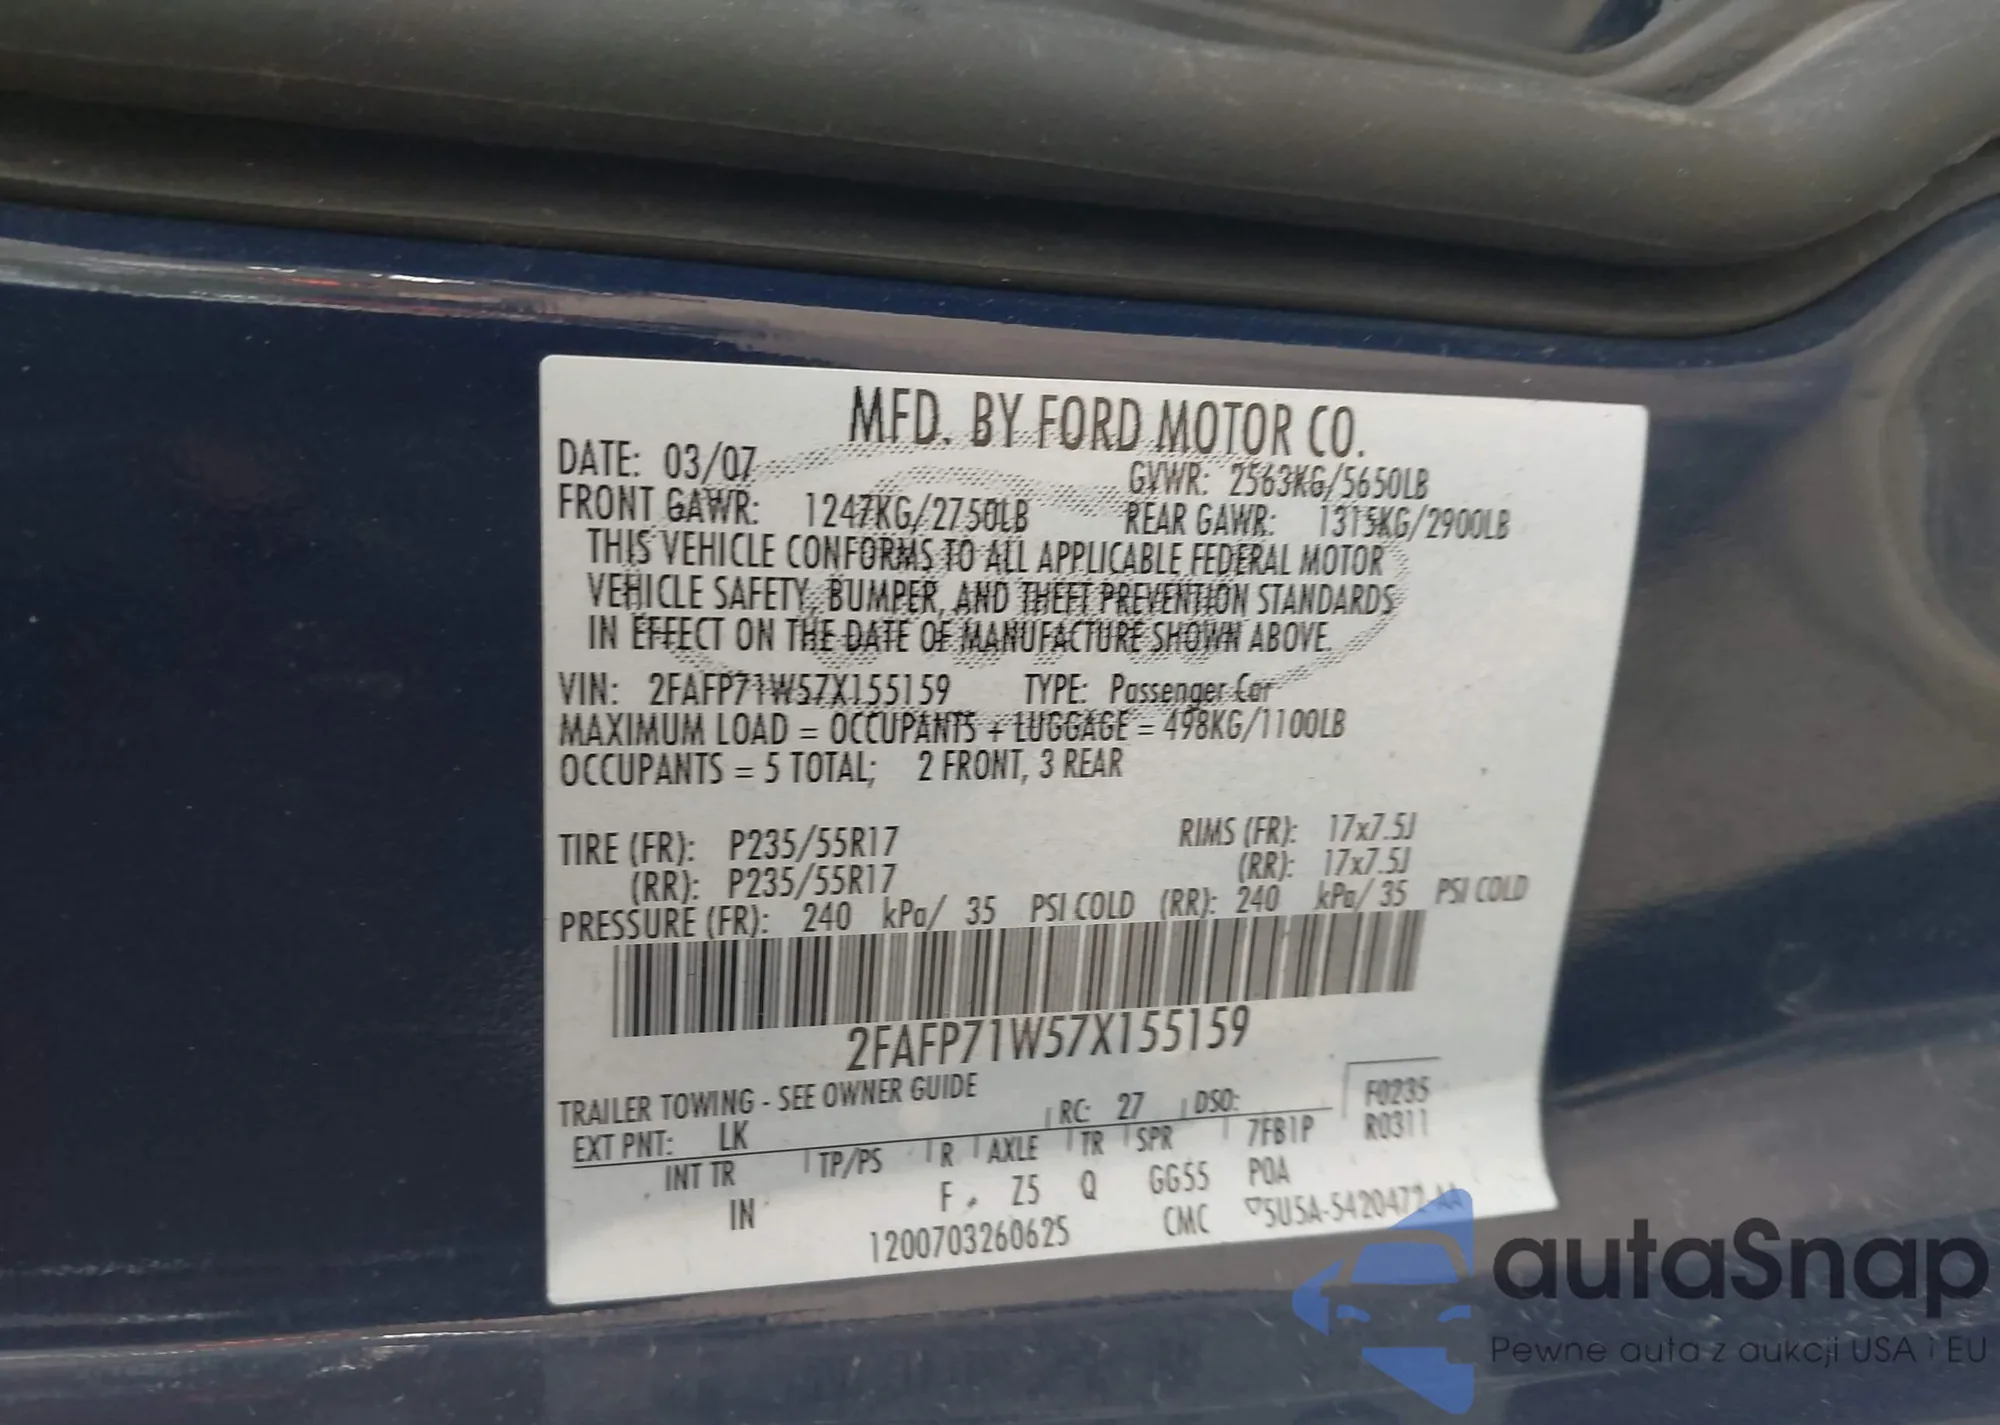 MFD. BY FORD MOTOR CO.
DATE: 03/07
GVWR: 2563KG/5650LB
FRONT GAWR: 1247KG/2750LB
REAR GAWR: 1315KG/2900LB
THIS VEHICLE CONFORMS TO ALL APPLICABLE FEDERAL MOTOR
VEHICLE SAFETY, BUMPER, AND THEFT PREVENTION STANDARDS
IN EFFECT ON THE DATE OF MANUFACTURE SHOWN ABOVE.
VIN: 2FAFP71W57X155159 TYPE: Passenger Car
MAXIMUM LOAD = OCCUPANTS + LUGGAGE = 498KG/1100LB
OCCUPANTS = 5 TOTAL; 2 FRONT, 3 REAR
TIRE (FR): P235/55R17 RIMS (FR): 17x7.5J
(RR): P235/55R17 (RR): 17x7.5J
PRESSURE (FR): 240 kPa/ 35 PSI COLD (RR): 240 kPa/ 35 PSI COLD
2FAFP71W57X155159
TRAILER TOWING - SEE OWNER GUIDE
EXT PNT: LK RC: 27 DSO: F0235
INT TR TP/PS R AXLE TR SPR 7FB1P R0311
IN F Z5 Q GG55 POA
1200703260625 CMC 5U5A-5420472-AA
autaSnap
Pewne auta z aukcji USA i EU